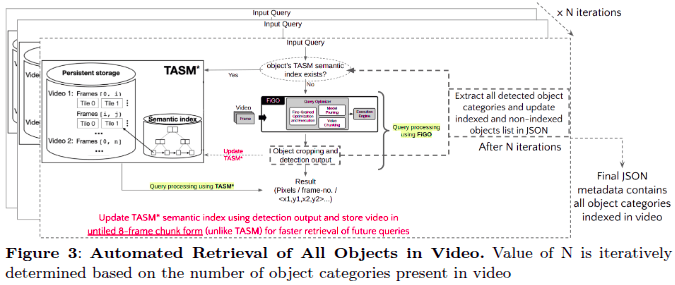 x N iterations
Input Query
Input Query
Input Query
TASM*
Persistent storage
Video 1: Frames (0, i)
Tile 0 Tile 1
Frames (i, j)
Tile 0 Tile 1
...
Video 2: Frames (0, n)
...
Semantic index
object's TASM semantic
index exists?
Yes
No
Video
Frame
FiGO
Query Optimizer
Fine-Grained
Optimization
Model
Pruning
Video
Chunking
Execution
Engine
Query processing
using FiGO
Extract all detected object
categories and update
indexed and non-indexed
objects list in JSON
After N iterations
Update
TASM*
Object cropping and
detection output
Query processing using TASM*
Result
(Pixels / frame-no. /
<x1,y1,x2,y2>...)
Final JSON
metadata contains
all object categories
indexed in video
Update TASM* semantic index using detection output and store video in
untiled 8-frame chunk form (unlike TASM) for faster retrieval of future queries
Figure 3: Automated Retrieval of All Objects in Video. Value of N is iteratively
determined based on the number of object categories present in video